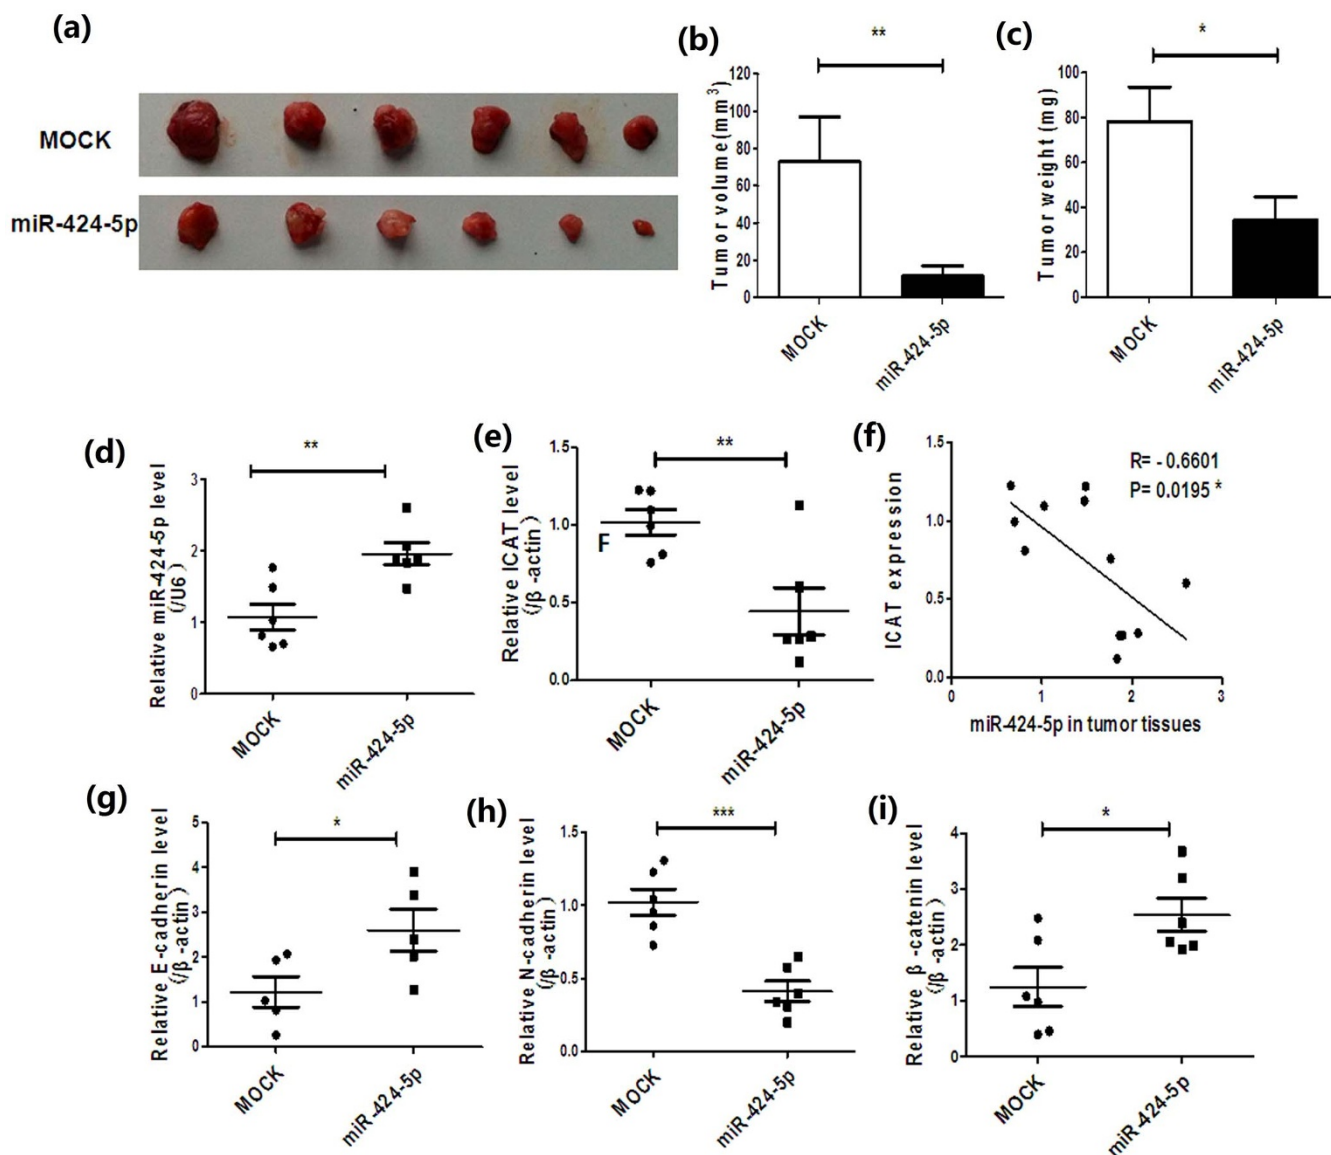 (a)
MOCK
miR-424-5p
(b)
**
Tumor volume(mm³)
120
100
80
60
40
20
0
MOCK
miR-424-5p
(c)
*
Tumor weight (mg)
100
80
60
40
20
0
MOCK
miR-424-5p
(d)
**
Relative miR-424-5p level
(/U6)
3
2
1
0
MOCK
miR-424-5p
(e)
**
Relative ICAT level
(/β-actin)
1.5
1.0
0.5
0.0
F
MOCK
miR-424-5p
(f)
R= - 0.6601
P= 0.0195 *
ICAT expression
1.5
1.0
0.5
0.0
0 1 2 3
miR-424-5p in tumor tissues
(g)
*
Relative E-cadherin level
(/β-actin)
5
4
3
2
1
0
MOCK
miR-424-5p
(h)
***
Relative N-cadherin level
(/β-actin)
1.5
1.0
0.5
0.0
MOCK
miR-424-5p
(i)
*
Relative β-catenin level
(/β-actin)
4
3
2
1
0
MOCK
miR-424-5p